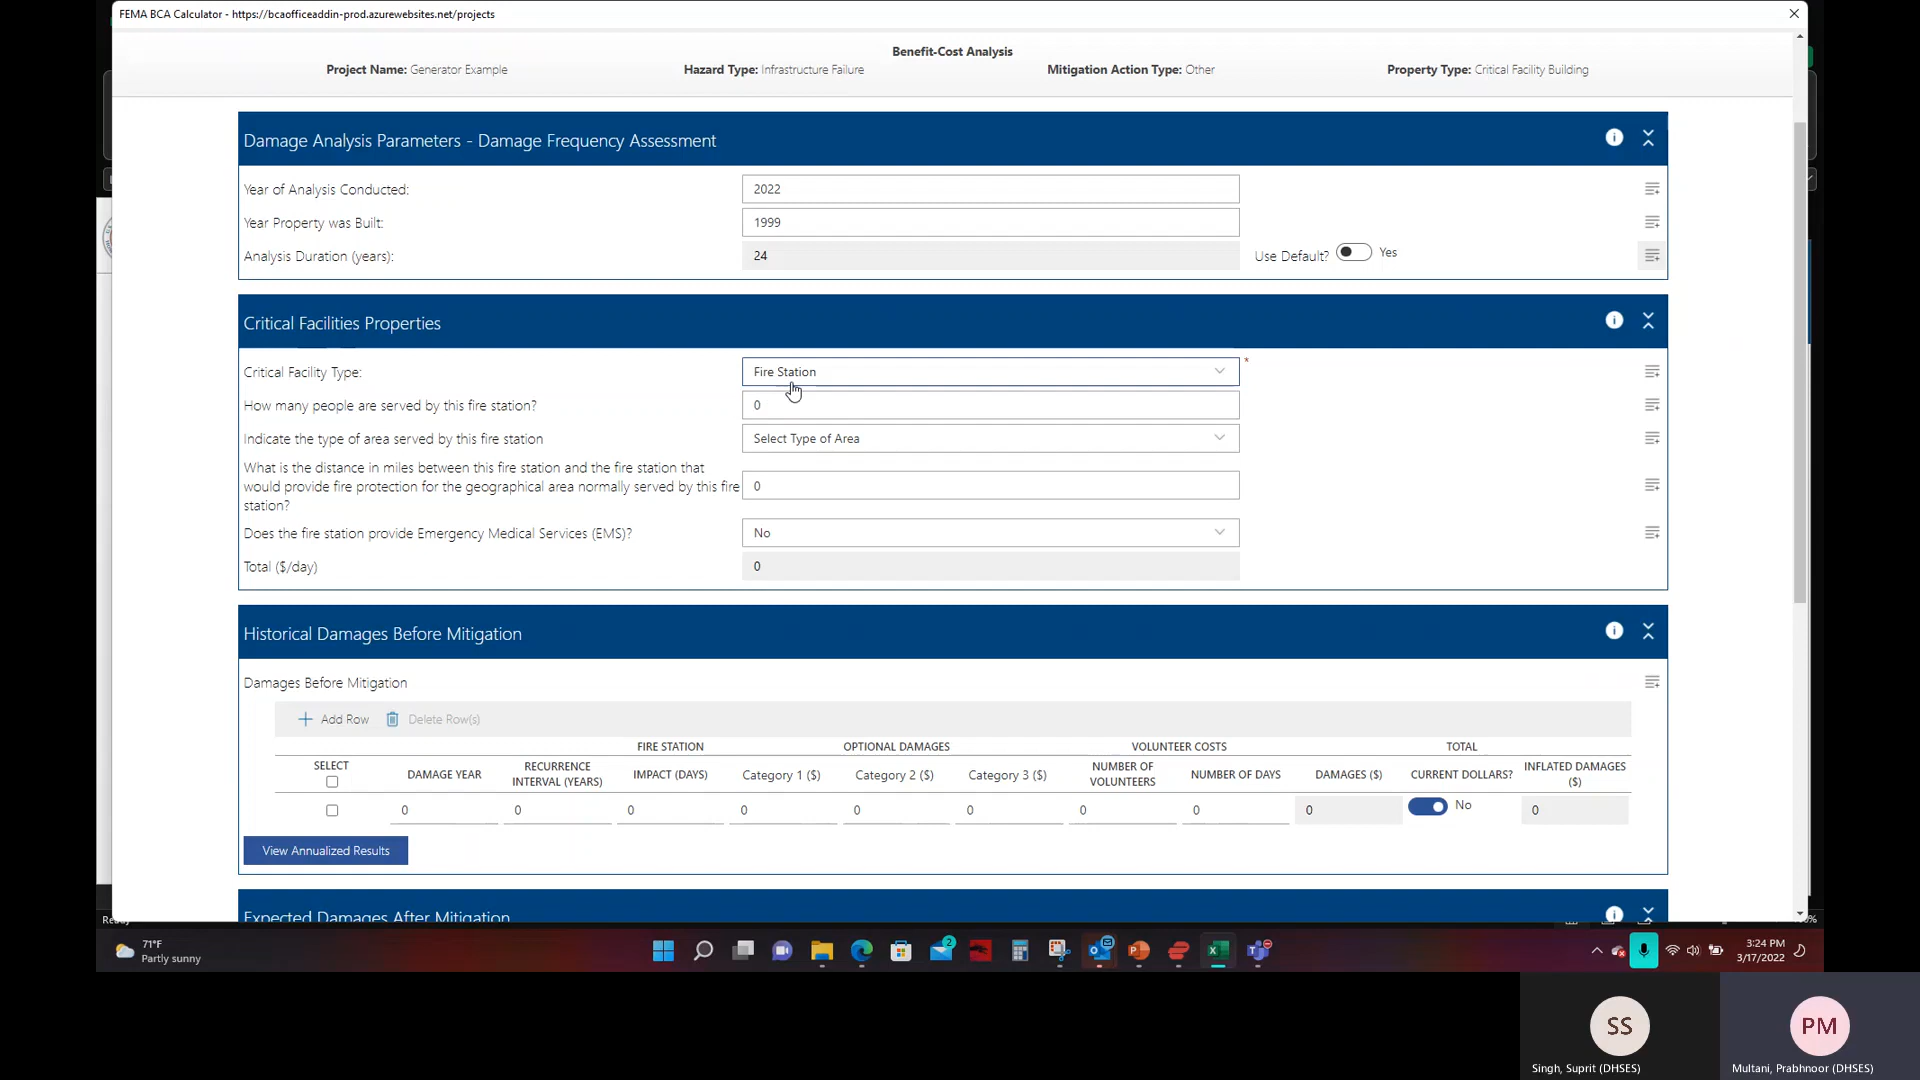 FEMA BCA Calculator - https://bcaofficeaddin-prod.azurewebsites.net/projects
Benefit-Cost Analysis
Project Name: Generator Example Hazard Type: Infrastructure Failure Mitigation Action Type: Other Property Type: Critical Facility Building
Damage Analysis Parameters - Damage Frequency Assessment
Year of Analysis Conducted: 2022
Year Property was Built: 1999
Analysis Duration (years): 24 Use Default? Yes
Critical Facilities Properties
Critical Facility Type: Fire Station *
How many people are served by this fire station? 0
Indicate the type of area served by this fire station Select Type of Area
What is the distance in miles between this fire station and the fire station that
would provide fire protection for the geographical area normally served by this fire 0
station?
Does the fire station provide Emergency Medical Services (EMS)? No
Total ($/day) 0
Historical Damages Before Mitigation
Damages Before Mitigation
Add Row Delete Row(s)
FIRE STATION OPTIONAL DAMAGES VOLUNTEER COSTS TOTAL
SELECT DAMAGE YEAR RECURRENCE INTERVAL (YEARS) IMPACT (DAYS) Category 1 ($) Category 2 ($) Category 3 ($) NUMBER OF VOLUNTEERS NUMBER OF DAYS DAMAGES ($) CURRENT DOLLARS? INFLATED DAMAGES ($)
0 0 0 0 0 0 0 0 0 No 0
View Annualized Results
Expected Damages After Mitigation
71°F
Partly sunny
2
3:24 PM
3/17/2022
SS
PM
Singh, Suprit (DHSES)
Multani, Prabhnoor (DHSES)